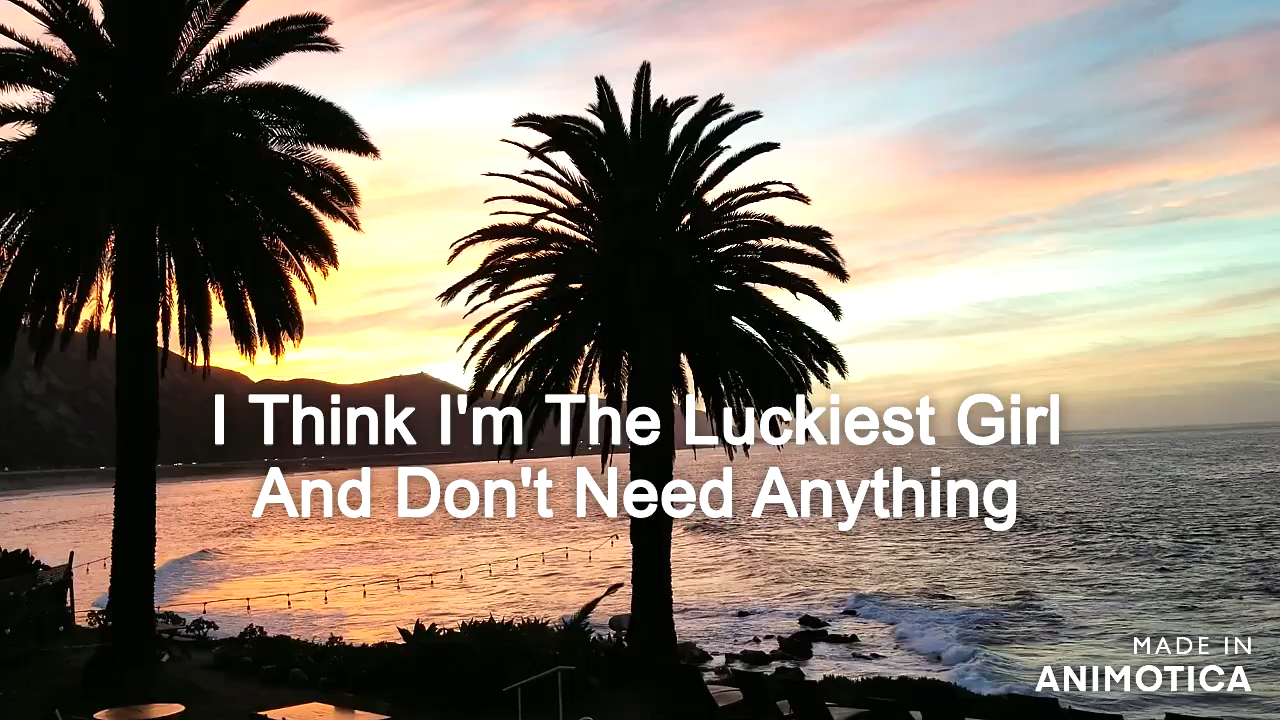 I Think I'm The Luckiest Girl
And Don't Need Anything
MADE IN
ANIMOTICA